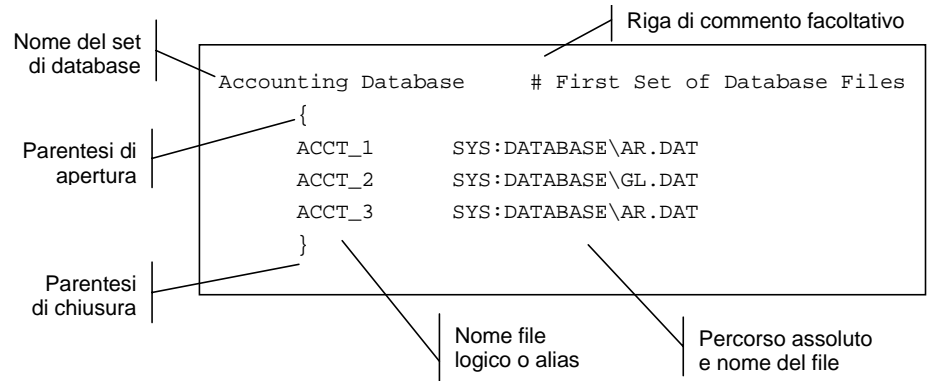 Riga di commento facoltativo
Nome del set
di database
Accounting Database # First Set of Database Files
{
Parentesi di
apertura
ACCT_1 SYS:DATABASE\AR.DAT
ACCT_2 SYS:DATABASE\GL.DAT
ACCT_3 SYS:DATABASE\AR.DAT
}
Parentesi
di chiusura
Nome file
logico o alias
Percorso assoluto
e nome del file